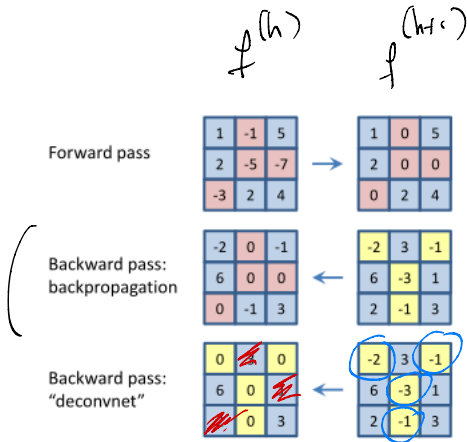 f^(h)
Forward pass
1 -1 5
2 -5 -7
-3 2 4
1 0 5
2 0 0
0 2 4
Backward pass:
backpropagation
-2 0 -1
6 0 0
0 -1 3
-2 3 -1
6 -3 1
2 -1 3
Backward pass:
“deconvnet”
0 0
6 0
0 3
-2 3 -1
6 -3 1
2 -1 3